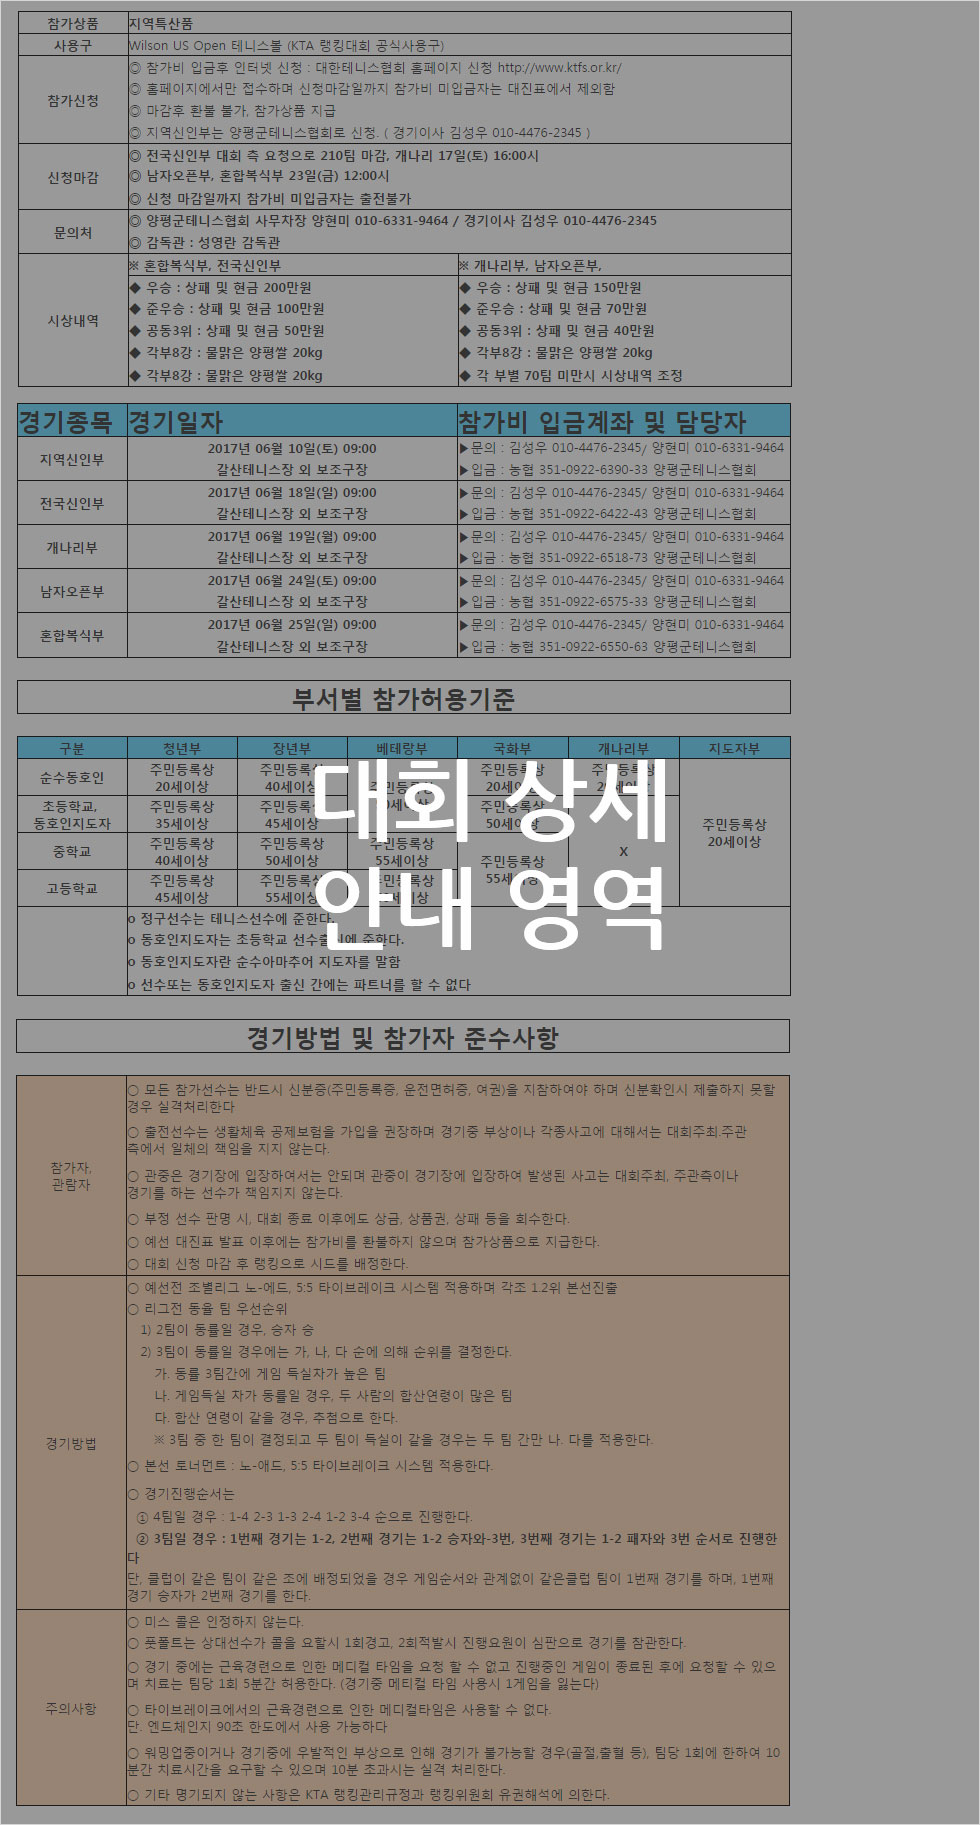 참가상품 지역특산품
사용구 Wilson US Open 테니스볼 (KTA 랭킹대회 공식사용구)
참가신청
◎ 참가비 입금후 인터넷 신청 : 대한테니스협회 홈페이지 신청 http://www.ktfs.or.kr/
◎ 홈페이지에서만 접수하며 신청마감일까지 참가비 미입금자는 대진표에서 제외함
◎ 마감후 환불 불가, 참가상품 지급
◎ 지역신인부는 양평군테니스협회로 신청. ( 경기이사 김성우 010-4476-2345 )
신청마감
◎ 전국신인부 대회 측 요청으로 210팀 마감, 개나리 17일(토) 16:00시
◎ 남자오픈부, 혼합복식부 23일(금) 12:00시
◎ 신청 마감일까지 참가비 미입금자는 출전불가
문의처
◎ 양평군테니스협회 사무차장 양현미 010-6331-9464 / 경기이사 김성우 010-4476-2345
◎ 감독관 : 성영란 감독관
시상내역
※ 혼합복식부, 전국신인부 ※ 개나리부, 남자오픈부,
◆ 우승 : 상패 및 현금 200만원 ◆ 우승 : 상패 및 현금 150만원
◆ 준우승 : 상패 및 현금 100만원 ◆ 준우승 : 상패 및 현금 70만원
◆ 공동3위 : 상패 및 현금 50만원 ◆ 공동3위 : 상패 및 현금 40만원
◆ 각부8강 : 물맑은 양평쌀 20kg ◆ 각부8강 : 물맑은 양평쌀 20kg
◆ 각부8강 : 물맑은 양평쌀 20kg ◆ 각 부별 70팀 미만시 시상내역 조정
경기종목 경기일자 참가비 입금계좌 및 담당자
지역신인부
2017년 06월 10일(토) 09:00 ▶문의 : 김성우 010-4476-2345/ 양현미 010-6331-9464
갈산테니스장 외 보조구장 ▶입금 : 농협 351-0922-6390-33 양평군테니스협회
전국신인부
2017년 06월 18일(일) 09:00 ▶문의 : 김성우 010-4476-2345/ 양현미 010-6331-9464
갈산테니스장 외 보조구장 ▶입금 : 농협 351-0922-6422-43 양평군테니스협회
개나리부
2017년 06월 19일(월) 09:00 ▶문의 : 김성우 010-4476-2345/ 양현미 010-6331-9464
갈산테니스장 외 보조구장 ▶입금 : 농협 351-0922-6518-73 양평군테니스협회
남자오픈부
2017년 06월 24일(토) 09:00 ▶문의 : 김성우 010-4476-2345/ 양현미 010-6331-9464
갈산테니스장 외 보조구장 ▶입금 : 농협 351-0922-6575-33 양평군테니스협회
혼합복식부
2017년 06월 25일(일) 09:00 ▶문의 : 김성우 010-4476-2345/ 양현미 010-6331-9464
갈산테니스장 외 보조구장 ▶입금 : 농협 351-0922-6550-63 양평군테니스협회
부서별 참가허용기준
구분 청년부 장년부 베테랑부 국화부 개나리부 지도자부
순수동호인
주민등록상 주민등록상 주민등록상 주민등록상
20세이상 40세이상 20세이상
초등학교,
동호인지도자
주민등록상 주민등록상 주민등록상
35세이상 45세이상 50세이상
주민등록상
20세이상
중학교
주민등록상 주민등록상 주민등록상
40세이상 50세이상 55세이상
주민등록상
55세이상
X
고등학교
주민등록상 주민등록상 주민등록상
45세이상 55세이상
대회 상세
안내 영역
o 정구선수는 테니스선수에 준한다.
o 동호인지도자는 초등학교 선수출신에 준한다.
o 동호인지도자란 순수아마추어 지도자를 말함
o 선수또는 동호인지도자 출신 간에는 파트너를 할 수 없다
경기방법 및 참가자 준수사항
참가자,
관람자
○ 모든 참가선수는 반드시 신분증(주민등록증, 운전면허증, 여권)을 지참하여야 하며 신분확인시 제출하지 못할
경우 실격처리한다
○ 출전선수는 생활체육 공제보험을 가입을 권장하며 경기중 부상이나 각종사고에 대해서는 대회주최.주관
측에서 일체의 책임을 지지 않는다.
○ 관중은 경기장에 입장하여서는 안되며 관중이 경기장에 입장하여 발생된 사고는 대회주최, 주관측이나
경기를 하는 선수가 책임지지 않는다.
○ 부정 선수 판명 시, 대회 종료 이후에도 상금, 상품권, 상패 등을 회수한다.
○ 예선 대진표 발표 이후에는 참가비를 환불하지 않으며 참가상품으로 지급한다.
○ 대회 신청 마감 후 랭킹으로 시드를 배정한다.
경기방법
○ 예선전 조별리그 노-에드, 5:5 타이브레이크 시스템 적용하며 각조 1.2위 본선진출
○ 리그전 동율 팀 우선순위
1) 2팀이 동률일 경우, 승자 승
2) 3팀이 동률일 경우에는 가, 나, 다 순에 의해 순위를 결정한다.
가. 동률 3팀간에 게임 득실차가 높은 팀
나. 게임득실 자가 동률일 경우, 두 사람의 합산연령이 많은 팀
다. 합산 연령이 같을 경우, 추첨으로 한다.
※ 3팀 중 한 팀이 결정되고 두 팀이 득실이 같을 경우는 두 팀 간만 나. 다를 적용한다.
○ 본선 토너먼트 : 노-애드, 5:5 타이브레이크 시스템 적용한다.
○ 경기진행순서는
① 4팀일 경우 : 1-4 2-3 1-3 2-4 1-2 3-4 순으로 진행한다.
② 3팀일 경우 : 1번째 경기는 1-2, 2번째 경기는 1-2 승자와-3번, 3번째 경기는 1-2 패자와 3번 순서로 진행한
다
단, 클럽이 같은 팀이 같은 조에 배정되었을 경우 게임순서와 관계없이 같은클럽 팀이 1번째 경기를 하며, 1번째
경기 승자가 2번째 경기를 한다.
주의사항
○ 미스 콜은 인정하지 않는다.
○ 풋폴트는 상대선수가 콜을 요할시 1회경고, 2회적발시 진행요원이 심판으로 경기를 참관한다.
○ 경기 중에는 근육경련으로 인한 메디컬 타임을 요청 할 수 없고 진행중인 게임이 종료된 후에 요청할 수 있으
며 치료는 팀당 1회 5분간 허용한다. (경기중 메티컬 타임 사용시 1게임을 잃는다)
○ 타이브레이크에서의 근육경련으로 인한 메디컬타임은 사용할 수 없다.
단. 엔드체인지 90초 한도에서 사용 가능하다
○ 워밍업중이거나 경기중에 우발적인 부상으로 인해 경기가 불가능할 경우(골절,출혈 등), 팀당 1회에 한하여 10
분간 치료시간을 요구할 수 있으며 10분 초과시는 실격 처리한다.
○ 기타 명기되지 않는 사항은 KTA 랭킹관리규정과 랭킹위원회 유권해석에 의한다.